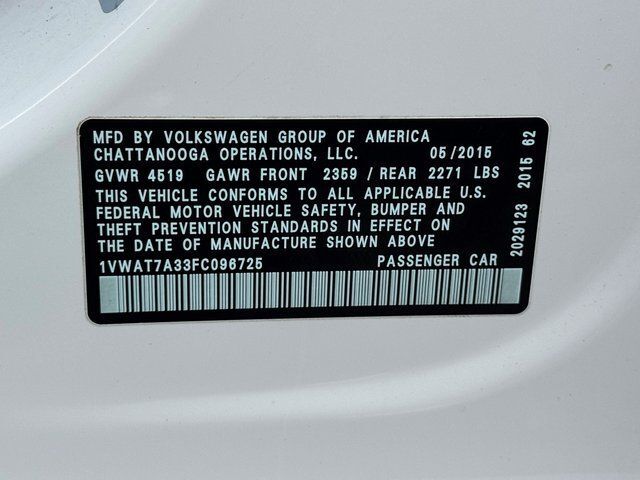 MFD BY VOLKSWAGEN GROUP OF AMERICA
CHATTANOOGA OPERATIONS, LLC. 05/2015
GVWR 4519 GAWR FRONT 2359 / REAR 2271 LBS
THIS VEHICLE CONFORMS TO ALL APPLICABLE U.S.
FEDERAL MOTOR VEHICLE SAFETY, BUMPER AND
THEFT PREVENTION STANDARDS IN EFFECT ON
THE DATE OF MANUFACTURE SHOWN ABOVE
1VWAT7A33FC096725 PASSENGER CAR
2029123 2015 62